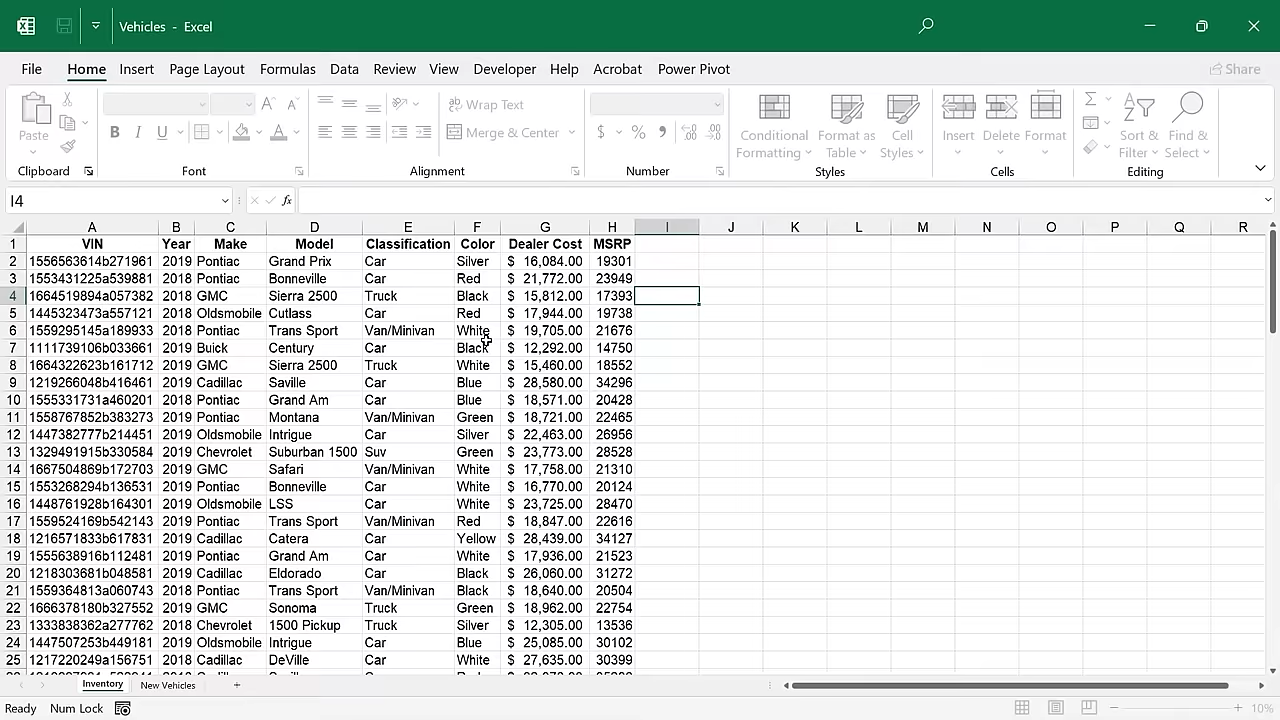 Vehicles - Excel
File Home Insert Page Layout Formulas Data Review View Developer Help Acrobat Power Pivot Share
Wrap Text
Paste Merge & Center
Conditional Formatting Format as Table Cell Styles Insert Delete Format Sort & Filter Find & Select
Clipboard Font Alignment Number Styles Cells Editing
I4 fx
A B C D E F G H I J K L M N O P Q R
1 VIN Year Make Model Classification Color Dealer Cost MSRP
2 1556563614b271961 2019 Pontiac Grand Prix Car Silver $ 16,084.00 19301
3 1553431225a539881 2018 Pontiac Bonneville Car Red $ 21,772.00 23949
4 1664519894a057382 2018 GMC Sierra 2500 Truck Black $ 15,812.00 17393
5 1445323473a557121 2018 Oldsmobile Cutlass Car Red $ 17,944.00 19738
6 1559295145a189933 2018 Pontiac Trans Sport Van/Minivan White $ 19,705.00 21676
7 1111739106b033661 2019 Buick Century Car Black $ 12,292.00 14750
8 1664322623b161712 2019 GMC Sierra 2500 Truck White $ 15,460.00 18552
9 1219266048b416461 2019 Cadillac Saville Car Blue $ 28,580.00 34296
10 1555331731a460201 2018 Pontiac Grand Am Car Blue $ 18,571.00 20428
11 1558767852b383273 2019 Pontiac Montana Van/Minivan Green $ 18,721.00 22465
12 1447382777b214451 2019 Oldsmobile Intrigue Car Silver $ 22,463.00 26956
13 1329491915b330584 2019 Chevrolet Suburban 1500 Suv Green $ 23,773.00 28528
14 1667504869b172703 2019 GMC Safari Van/Minivan White $ 17,758.00 21310
15 1553268294b136531 2019 Pontiac Bonneville Car White $ 16,770.00 20124
16 1448761928b164301 2019 Oldsmobile LSS Car White $ 23,725.00 28470
17 1559524169b542143 2019 Pontiac Trans Sport Van/Minivan Red $ 18,847.00 22616
18 1216571833b617831 2019 Cadillac Catera Car Yellow $ 28,439.00 34127
19 1555638916b112481 2019 Pontiac Grand Am Car White $ 17,936.00 21523
20 1218303681b048581 2019 Cadillac Eldorado Car Black $ 26,060.00 31272
21 1559364813a060743 2018 Pontiac Trans Sport Van/Minivan Black $ 18,640.00 20504
22 1666378180b327552 2019 GMC Sonoma Truck Green $ 18,962.00 22754
23 1333838362a277762 2018 Chevrolet 1500 Pickup Truck Silver $ 12,305.00 13536
24 1447507253b449181 2019 Oldsmobile Intrigue Car Blue $ 25,085.00 30102
25 1217220249a156751 2018 Cadillac DeVille Car White $ 27,635.00 30399
Inventory New Vehicles
Ready Num Lock 10%